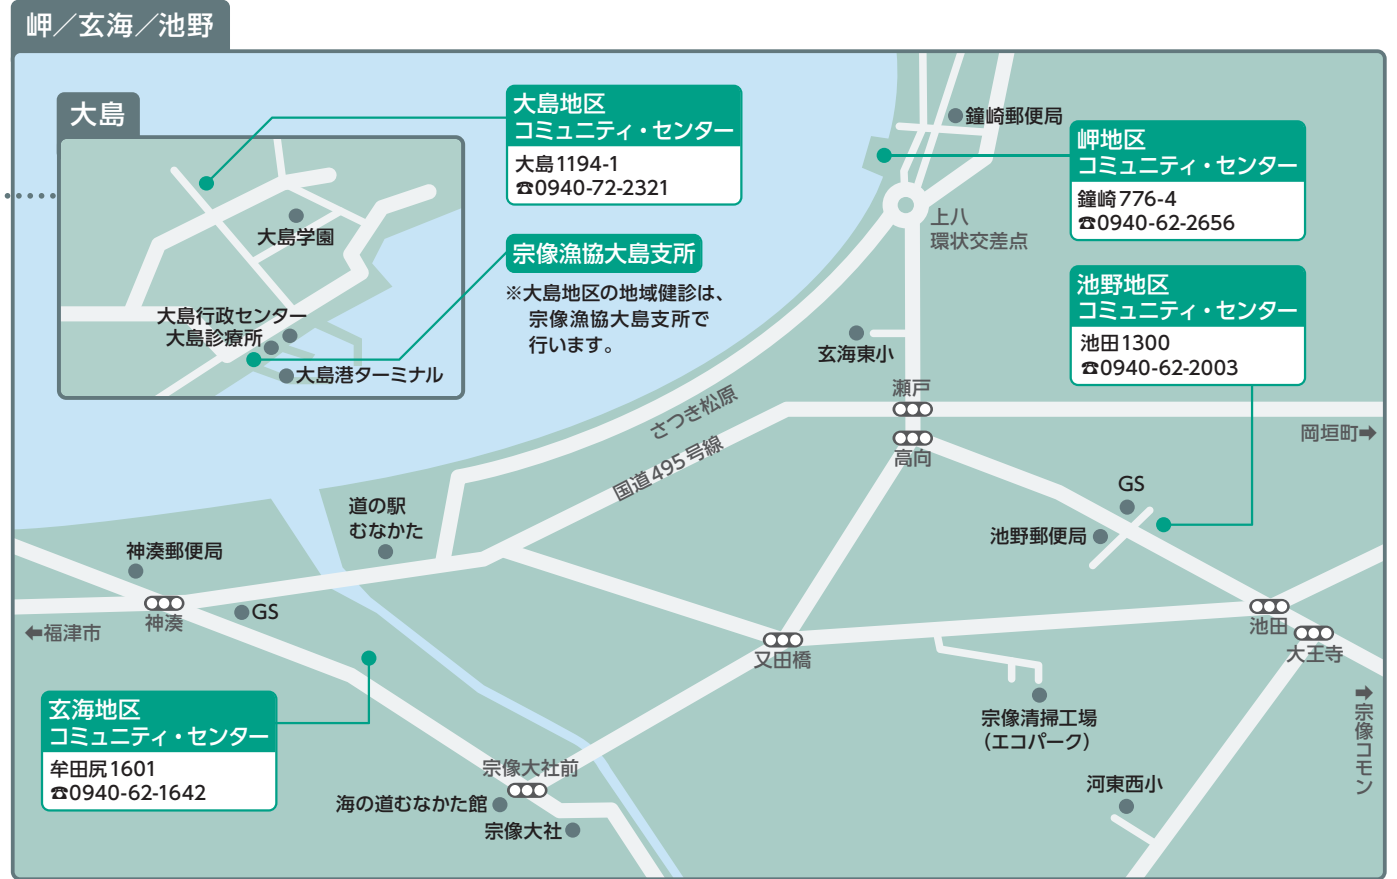 岬／玄海／池野
大島
大島地区
コミュニティ・センター
大島1194-1
☎0940-72-2321
大島学園
宗像漁協大島支所
※大島地区の地域健診は、
宗像漁協大島支所で
行います。
大島行政センター
大島診療所
大島港ターミナル
鐘崎郵便局
岬地区
コミュニティ・センター
鐘崎776-4
☎0940-62-2656
上八
環状交差点
池野地区
コミュニティ・センター
池田1300
☎0940-62-2003
玄海東小
瀬戸
さつき松原
国道495号線
高向
岡垣町➡
GS
池野郵便局
道の駅
むなかた
神湊郵便局
GS
神湊
⬅福津市
又田橋
池田
大王寺
➡宗像コモン
宗像清掃工場
（エコパーク）
玄海地区
コミュニティ・センター
牟田尻1601
☎0940-62-1642
宗像大社前
海の道むなかた館
宗像大社
河東西小